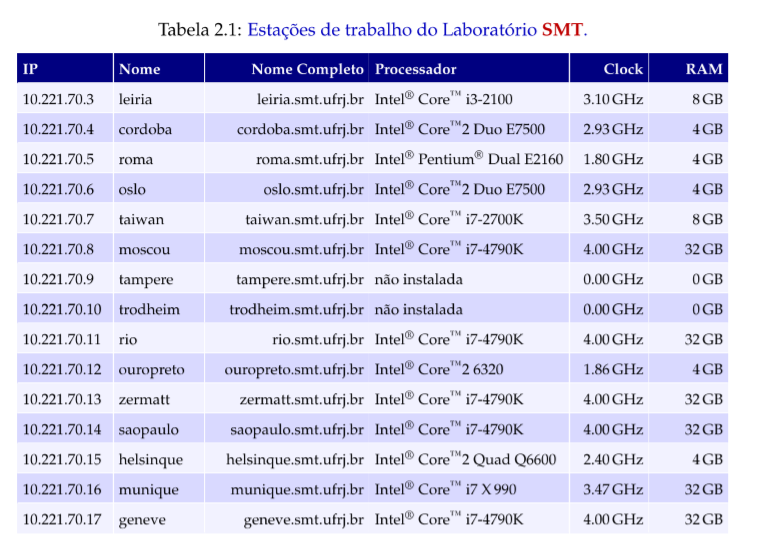 Tabela 2.1: Estações de trabalho do Laboratório SMT.
IP Nome Nome Completo Processador Clock RAM
10.221.70.3 leiria leiria.smt.ufrj.br Intel® Core™ i3-2100 3.10 GHz 8 GB
10.221.70.4 cordoba cordoba.smt.ufrj.br Intel® Core™2 Duo E7500 2.93 GHz 4 GB
10.221.70.5 roma roma.smt.ufrj.br Intel® Pentium® Dual E2160 1.80 GHz 4 GB
10.221.70.6 oslo oslo.smt.ufrj.br Intel® Core™2 Duo E7500 2.93 GHz 4 GB
10.221.70.7 taiwan taiwan.smt.ufrj.br Intel® Core™ i7-2700K 3.50 GHz 8 GB
10.221.70.8 moscou moscou.smt.ufrj.br Intel® Core™ i7-4790K 4.00 GHz 32 GB
10.221.70.9 tampere tampere.smt.ufrj.br não instalada 0.00 GHz 0 GB
10.221.70.10 trodheim trodheim.smt.ufrj.br não instalada 0.00 GHz 0 GB
10.221.70.11 rio rio.smt.ufrj.br Intel® Core™ i7-4790K 4.00 GHz 32 GB
10.221.70.12 ouropreto ouropreto.smt.ufrj.br Intel® Core™2 6320 1.86 GHz 4 GB
10.221.70.13 zermatt zermatt.smt.ufrj.br Intel® Core™ i7-4790K 4.00 GHz 32 GB
10.221.70.14 saopaulo saopaulo.smt.ufrj.br Intel® Core™ i7-4790K 4.00 GHz 32 GB
10.221.70.15 helsinque helsinque.smt.ufrj.br Intel® Core™2 Quad Q6600 2.40 GHz 4 GB
10.221.70.16 munique munique.smt.ufrj.br Intel® Core™ i7 X 990 3.47 GHz 32 GB
10.221.70.17 geneve geneve.smt.ufrj.br Intel® Core™ i7-4790K 4.00 GHz 32 GB